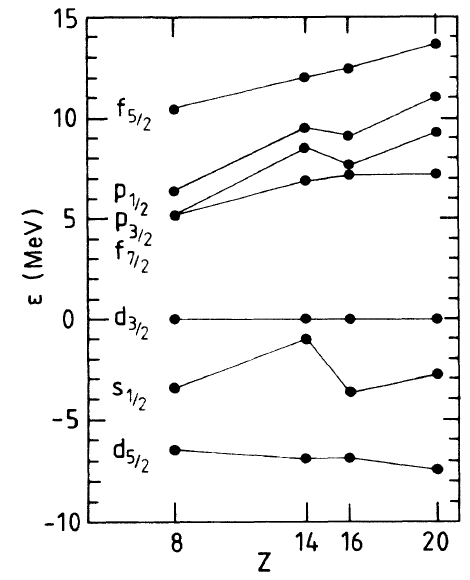 15
10
5
0
-5
-10
ε (MeV)
f5/2
p1/2
p3/2
f7/2
d3/2
s1/2
d5/2
8 14 16 20
Z